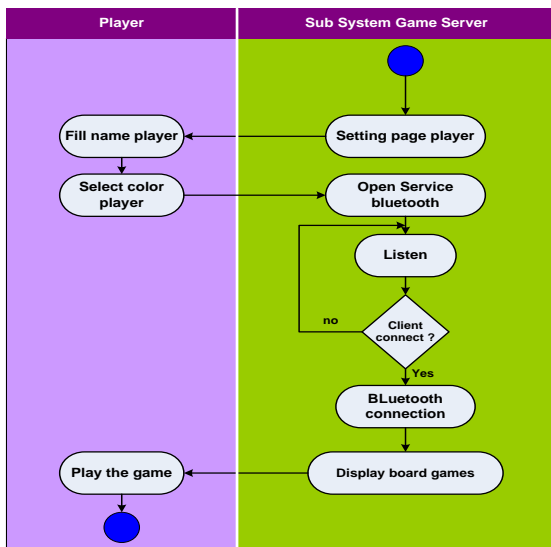 Player
Sub System Game Server
Fill name player
Setting page player
Select color
player
Open Service
bluetooth
Listen
no
Client
connect ?
Yes
BLuetooth
connection
Play the game
Display board games